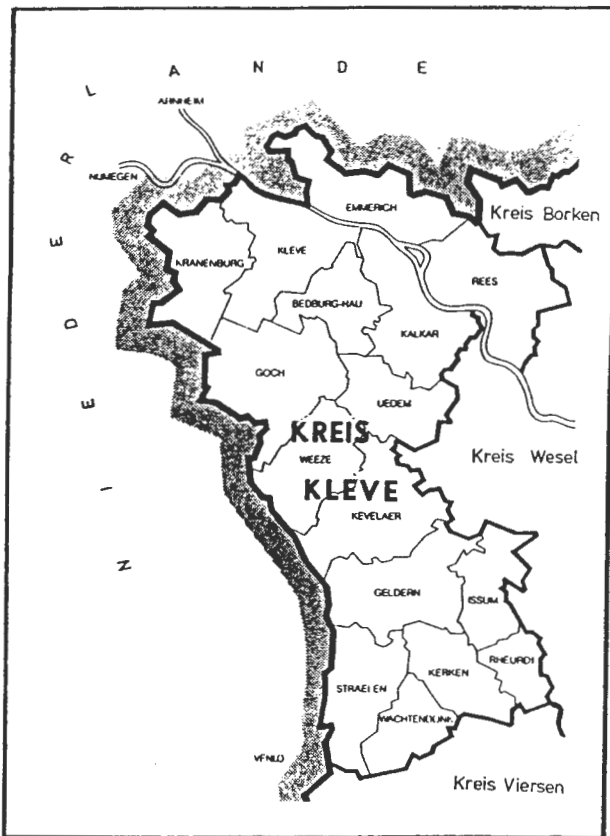 NIEDERLANDE
ARNHEIM
NIJMEGEN
EMMERICH
Kreis Borken
KRANENBURG
KLEVE
REES
BEDBURG-HAU
KALKAR
GOCH
UEDEM
KREIS
WEEZE
Kreis Wesel
KLEVE
KEVELAER
GELDERN
ISSUM
RHEURDT
KERKEN
STRAELEN
WACHTENDONK
VENLO
Kreis Viersen